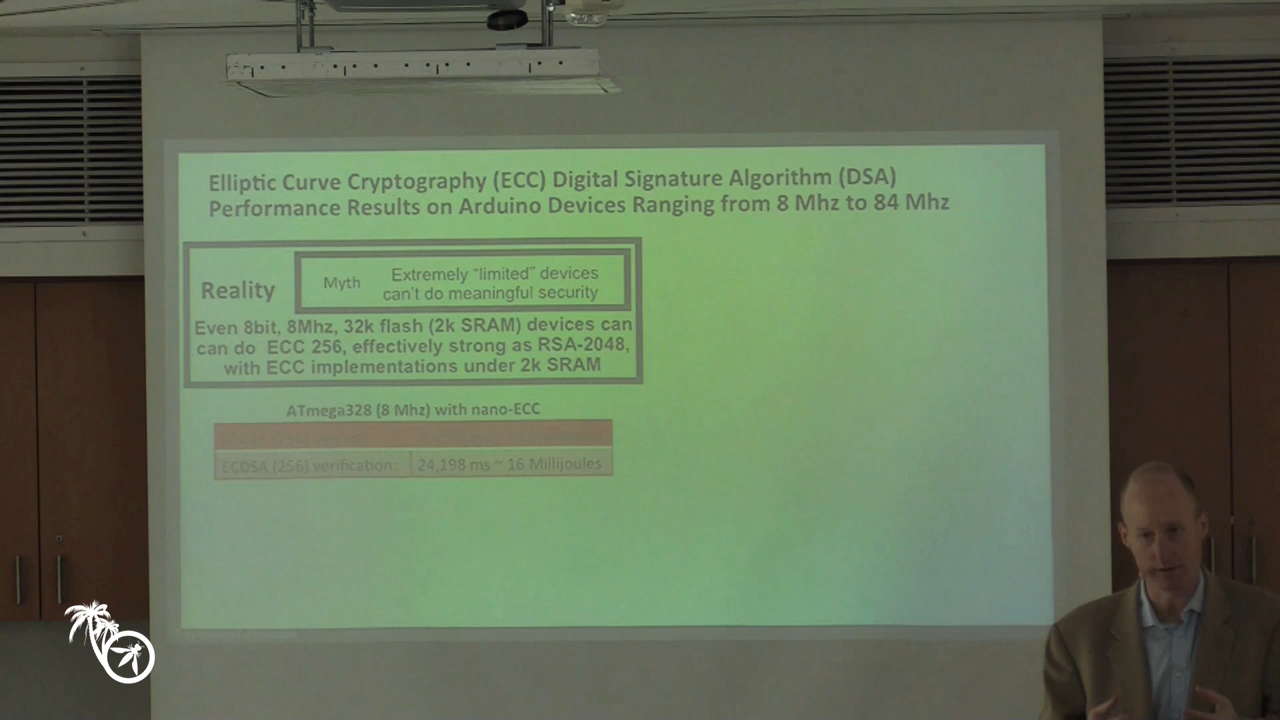 Elliptic Curve Cryptography (ECC) Digital Signature Algorithm (DSA)
Performance Results on Arduino Devices Ranging from 8 Mhz to 84 Mhz
Reality
Myth
Extremely "limited" devices
can't do meaningful security
Even 8bit, 8Mhz, 32k flash (2k SRAM) devices can
can do ECC 256, effectively strong as RSA-2048,
with ECC implementations under 2k SRAM
ATmega328 (8 Mhz) with nano-ECC
ECDSA (256) verification: 24,198 ms ~ 16 Millijoules